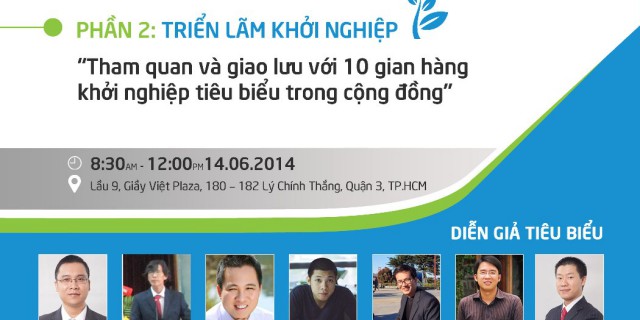 PHẦN 2: TRIỂN LÃM KHỞI NGHIỆP
“Tham quan và giao lưu với 10 gian hàng
khởi nghiệp tiêu biểu trong cộng đồng”
8:30AM - 12:00PM 14.06.2014
Lầu 9, Giầy Việt Plaza, 180 – 182 Lý Chính Thắng, Quận 3, TP.HCM
DIỄN GIẢ TIÊU BIỂU